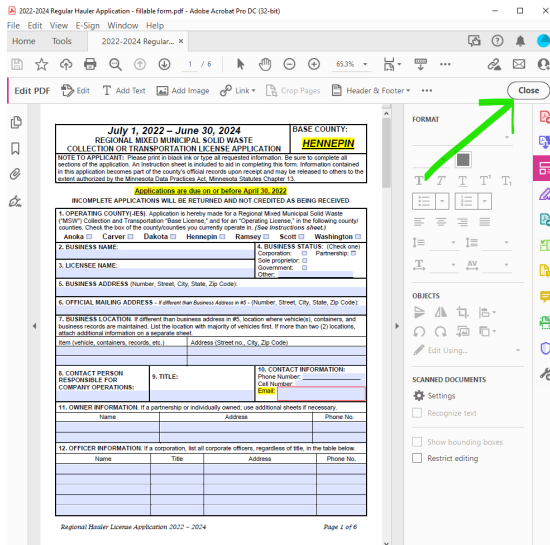 2022-2024 Regular Hauler Application - fillable form.pdf - Adobe Acrobat Pro DC (32-bit)
File Edit View E-Sign Window Help
Home Tools 2022-2024 Regular... ×
1 / 6 65.3%
Edit PDF Edit Add Text Add Image Link Crop Pages Header & Footer Close
FORMAT
July 1, 2022 – June 30, 2024
REGIONAL MIXED MUNICIPAL SOLID WASTE
COLLECTION OR TRANSPORTATION LICENSE APPLICATION
BASE COUNTY:
HENNEPIN
NOTE TO APPLICANT: Please print in black ink or type all requested information. Be sure to complete all
sections of the application. An Instruction sheet is included to aid in completing this form. Information contained
in this application becomes part of the county's official records upon receipt and may be released to the
extent authorized by the Minnesota Data Practices Act, Minnesota Statutes Chapter 13.
Applications are due on or before April 30, 2022
INCOMPLETE APPLICATIONS WILL BE RETURNED AND NOT CREDITED AS BEING RECEIVED
1. OPERATING COUNTY(-IES). Application is hereby made for a Regional Mixed Municipal Solid Waste
("MSW") Collection and Transportation "Base License," and for an "Operating License," in the following county/
counties. Check the box of the county/counties you currently operate in. (See Instructions sheet.)
Anoka Carver Dakota Hennepin Ramsey Scott Washington
2. BUSINESS NAME:
4. BUSINESS STATUS: (Check one)
Corporation: Partnership:
Sole proprietor:
Government:
Other:
3. LICENSEE NAME:
5. BUSINESS ADDRESS (Number, Street, City, State, Zip Code):
6. OFFICIAL MAILING ADDRESS - If different than Business Address in #5 - (Number, Street, City, State, Zip Code):
7. BUSINESS LOCATION. If different than business address in #5, location where vehicle(s), containers, and
business records are maintained. List the location with majority of vehicles first. If more than two (2) locations,
attach additional information on a separate sheet.
Item (vehicle, containers, records, etc.) Address (Street no., City, Zip Code)
8. CONTACT PERSON
RESPONSIBLE FOR
COMPANY OPERATIONS:
9. TITLE:
10. CONTACT INFORMATION:
Phone Number:
Cell Number:
Email:
11. OWNER INFORMATION. If a partnership or individually owned; use additional sheets if necessary.
Name Address Phone No.
12. OFFICER INFORMATION. If a corporation, list all corporate officers, regardless of title, in the table below.
Name Title Address Phone No.
Regional Hauler License Application 2022 – 2024 Page 1 of 6
OBJECTS
Edit Using...
SCANNED DOCUMENTS
Settings
Recognize text
Show bounding boxes
Restrict editing